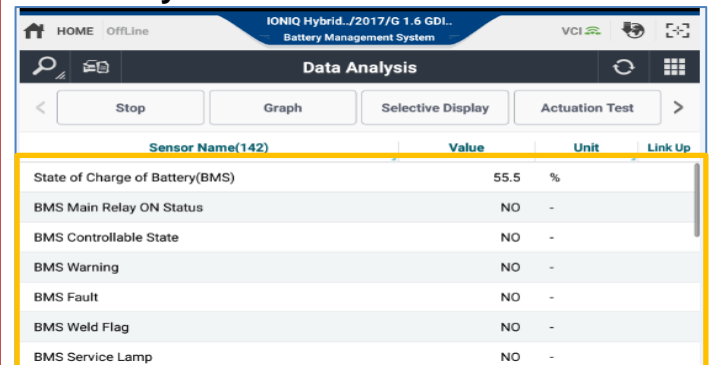 IONIQ Hybrid../2017/G 1.6 GDI..
HOME OffLine
Battery Management System
VCI
Data Analysis
Stop Graph Selective Display Actuation Test
Sensor Name(142) Value Unit Link Up
State of Charge of Battery(BMS) 55.5 %
BMS Main Relay ON Status NO -
BMS Controllable State NO -
BMS Warning NO -
BMS Fault NO -
BMS Weld Flag NO -
BMS Service Lamp NO -